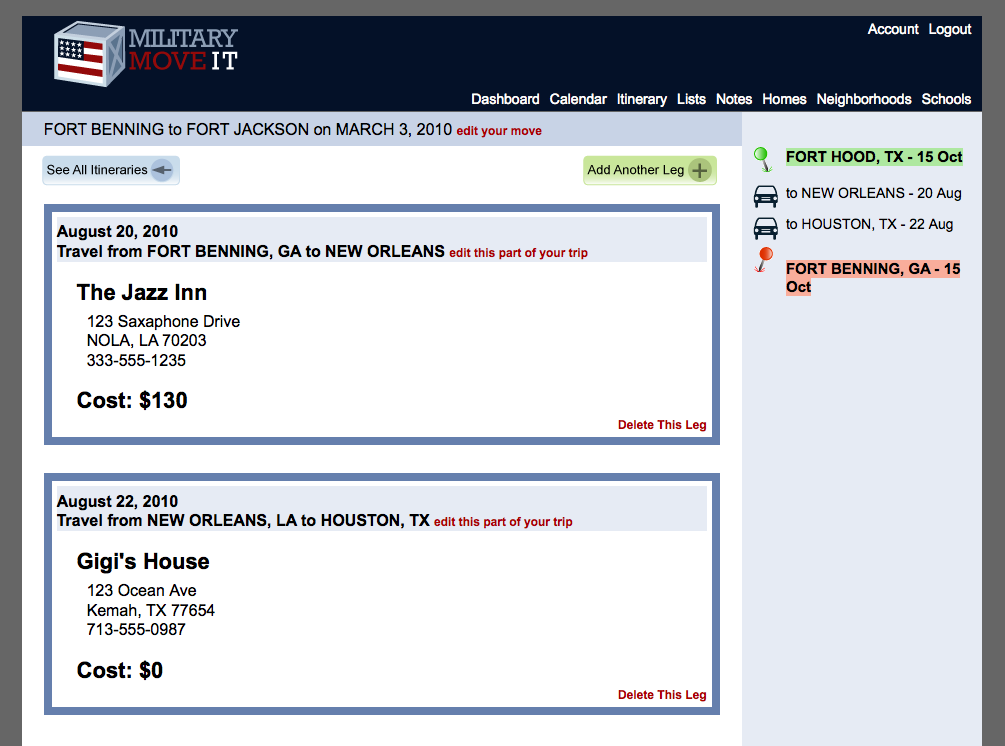 MILITARY
MOVE IT
Account Logout
Dashboard Calendar Itinerary Lists Notes Homes Neighborhoods Schools
FORT BENNING to FORT JACKSON on MARCH 3, 2010 edit your move
See All Itineraries
Add Another Leg
August 20, 2010
Travel from FORT BENNING, GA to NEW ORLEANS edit this part of your trip
The Jazz Inn
123 Saxaphone Drive
NOLA, LA 70203
333-555-1235
Cost: $130
Delete This Leg
August 22, 2010
Travel from NEW ORLEANS, LA to HOUSTON, TX edit this part of your trip
Gigi's House
123 Ocean Ave
Kemah, TX 77654
713-555-0987
Cost: $0
Delete This Leg
FORT HOOD, TX - 15 Oct
to NEW ORLEANS - 20 Aug
to HOUSTON, TX - 22 Aug
FORT BENNING, GA - 15
Oct